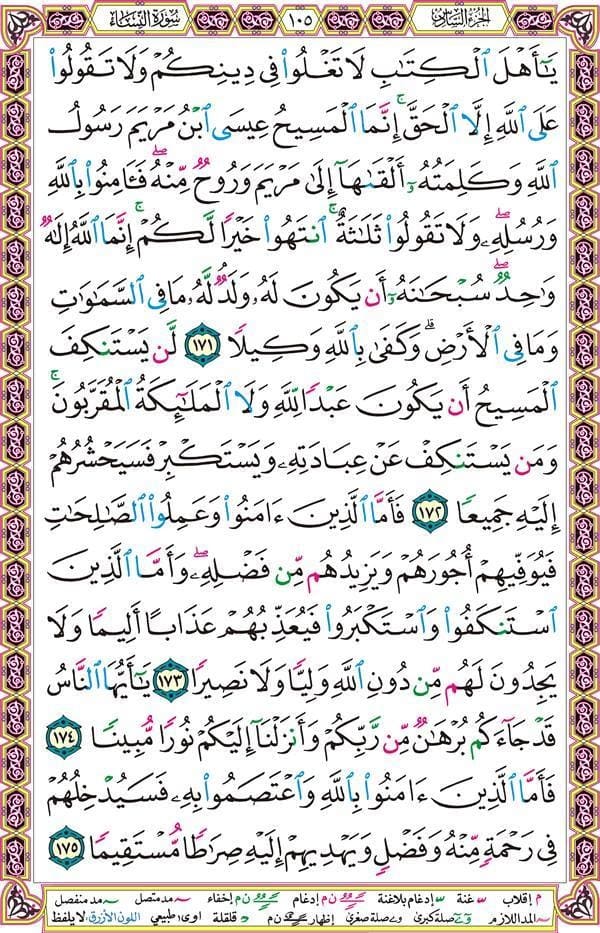 الجزء السادس
١٠٥
سورة النساء
يَـٰٓأَهۡلَ ٱلۡكِتَـٰبِ لَا تَغۡلُواْ فِي دِينِكُمۡ وَلَا تَقُولُواْ
عَلَى ٱللَّهِ إِلَّا ٱلۡحَقَّۚ إِنَّمَا ٱلۡمَسِيحُ عِيسَى ٱبۡنُ مَرۡيَمَ رَسُولُ
ٱللَّهِ وَكَلِمَتُهُۥٓ أَلۡقَىٰهَآ إِلَىٰ مَرۡيَمَ وَرُوحٞ مِّنۡهُۖ فَـَٔامِنُواْ بِٱللَّهِ
وَرُسُلِهِۦۖ وَلَا تَقُولُواْ ثَلَـٰثَةٌۚ ٱنتَهُواْ خَيۡرٗا لَّكُمۡۚ إِنَّمَا ٱللَّهُ إِلَـٰهٞ
وَٰحِدٞۖ سُبۡحَـٰنَهُۥٓ أَن يَكُونَ لَهُۥ وَلَدٞۘ لَّهُۥ مَا فِي ٱلسَّمَـٰوَٰتِ
وَمَا فِي ٱلۡأَرۡضِۗ وَكَفَىٰ بِٱللَّهِ وَكِيلٗا ١٧١ لَّن يَسۡتَنكِفَ
ٱلۡمَسِيحُ أَن يَكُونَ عَبۡدٗا لِّلَّهِ وَلَا ٱلۡمَلَـٰٓئِكَةُ ٱلۡمُقَرَّبُونَۚ
وَمَن يَسۡتَنكِفۡ عَنۡ عِبَادَتِهِۦ وَيَسۡتَكۡبِرۡ فَسَيَحۡشُرُهُمۡ
إِلَيۡهِ جَمِيعٗا ١٧٢ فَأَمَّا ٱلَّذِينَ ءَامَنُواْ وَعَمِلُواْ ٱلصَّـٰلِحَـٰتِ
فَيُوَفِّيهِمۡ أُجُورَهُمۡ وَيَزِيدُهُم مِّن فَضۡلِهِۦۖ وَأَمَّا ٱلَّذِينَ
ٱسۡتَنكَفُواْ وَٱسۡتَكۡبَرُواْ فَيُعَذِّبُهُمۡ عَذَابًا أَلِيمٗا وَلَا
يَجِدُونَ لَهُم مِّن دُونِ ٱللَّهِ وَلِيّٗا وَلَا نَصِيرٗا ١٧٣ يَـٰٓأَيُّهَا ٱلنَّاسُ
قَدۡ جَآءَكُم بُرۡهَـٰنٞ مِّن رَّبِّكُمۡ وَأَنزَلۡنَآ إِلَيۡكُمۡ نُورٗا مُّبِينٗا ١٧٤
فَأَمَّا ٱلَّذِينَ ءَامَنُواْ بِٱللَّهِ وَٱعۡتَصَمُواْ بِهِۦ فَسَيُدۡخِلُهُمۡ
فِي رَحۡمَةٖ مِّنۡهُ وَفَضۡلٖ وَيَهۡدِيهِمۡ إِلَيۡهِ صِرَٰطٗا مُّسۡتَقِيمٗا ١٧٥
م إقلاب غنة إدغام بلاغنة ن م إدغام إخفاء مد متصل مد منفصل
المد اللازم صلة كبرى صلة صغرى إظهار ن م قلقلة اوى طبيعي اللون الأزرق لا يلفظ